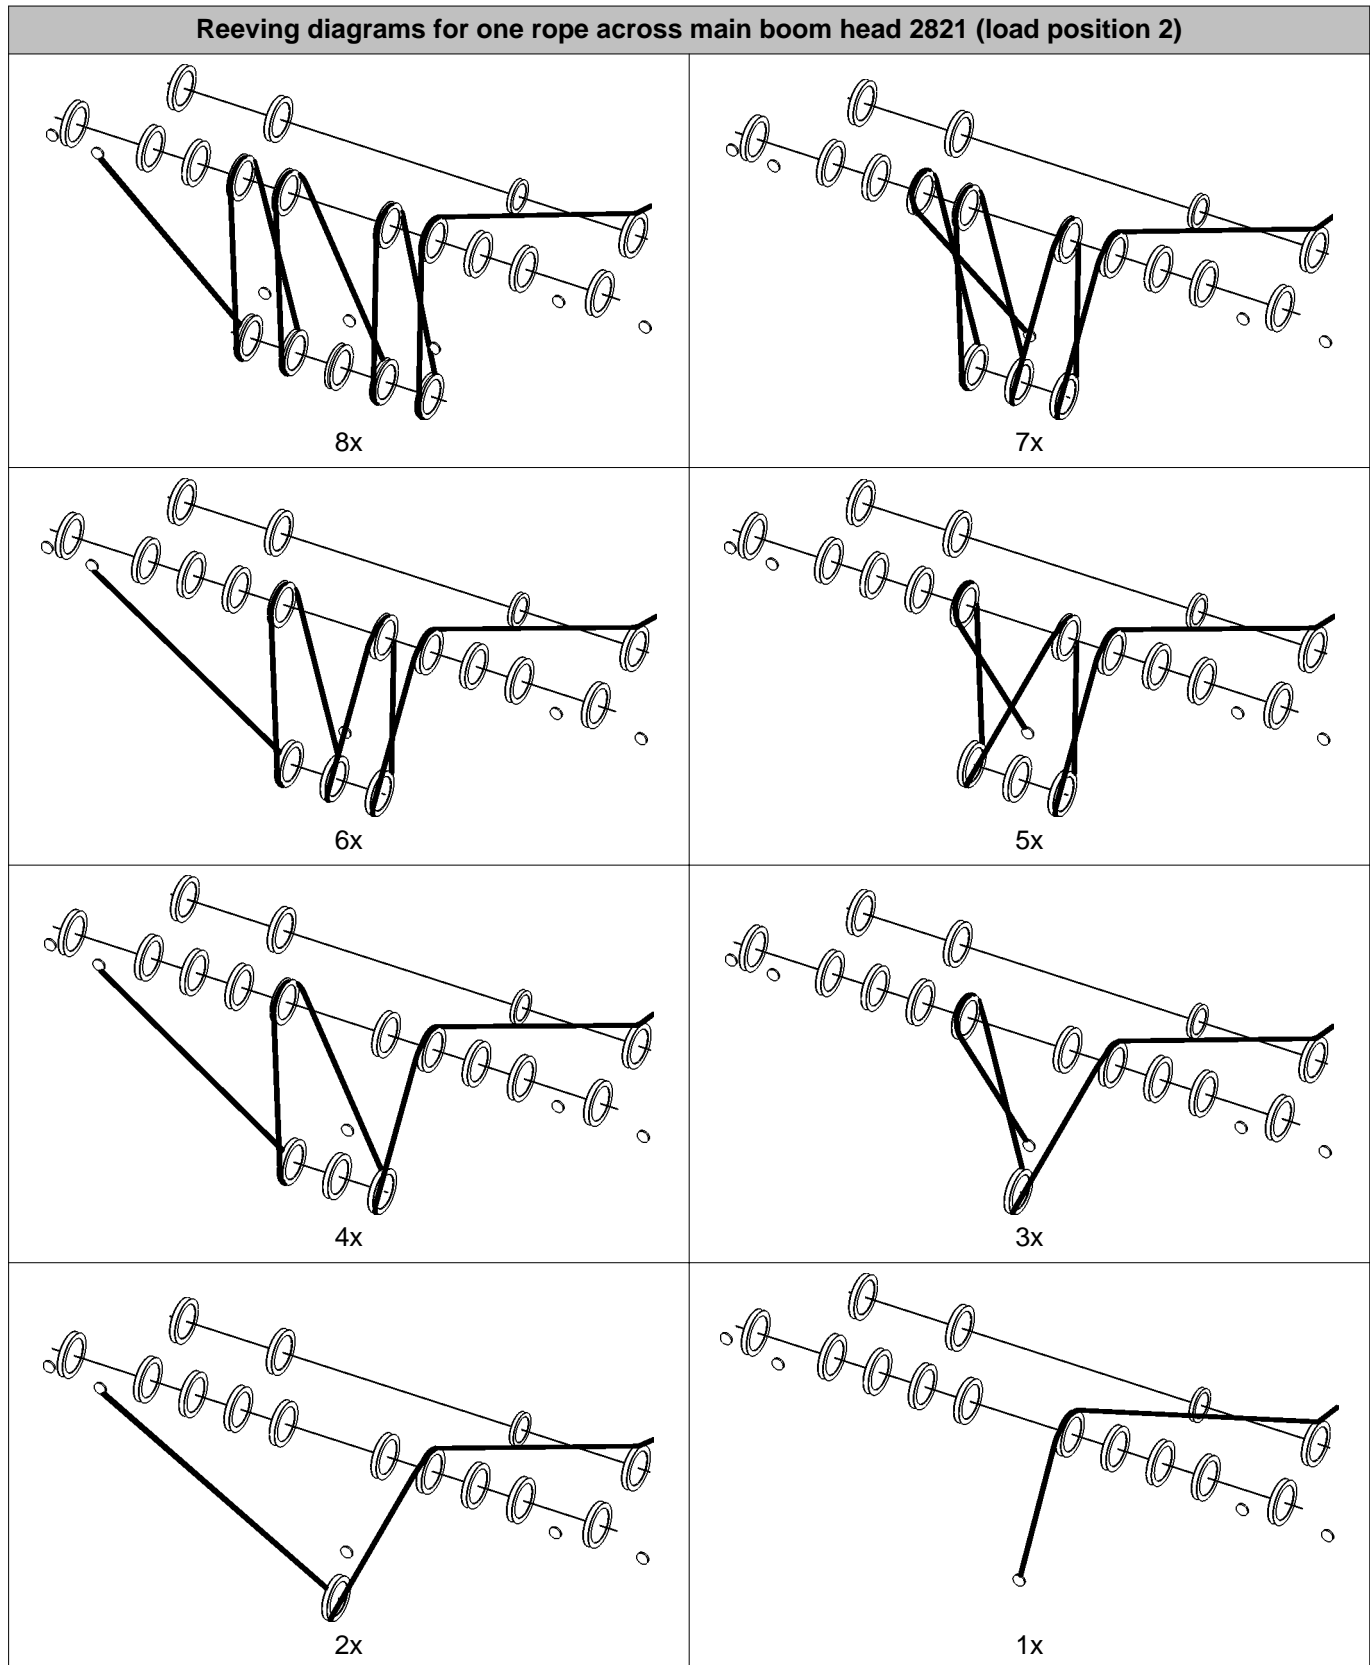 Reeving diagrams for one rope across main boom head 2821 (load position 2)
8x
7x
6x
5x
4x
3x
2x
1x